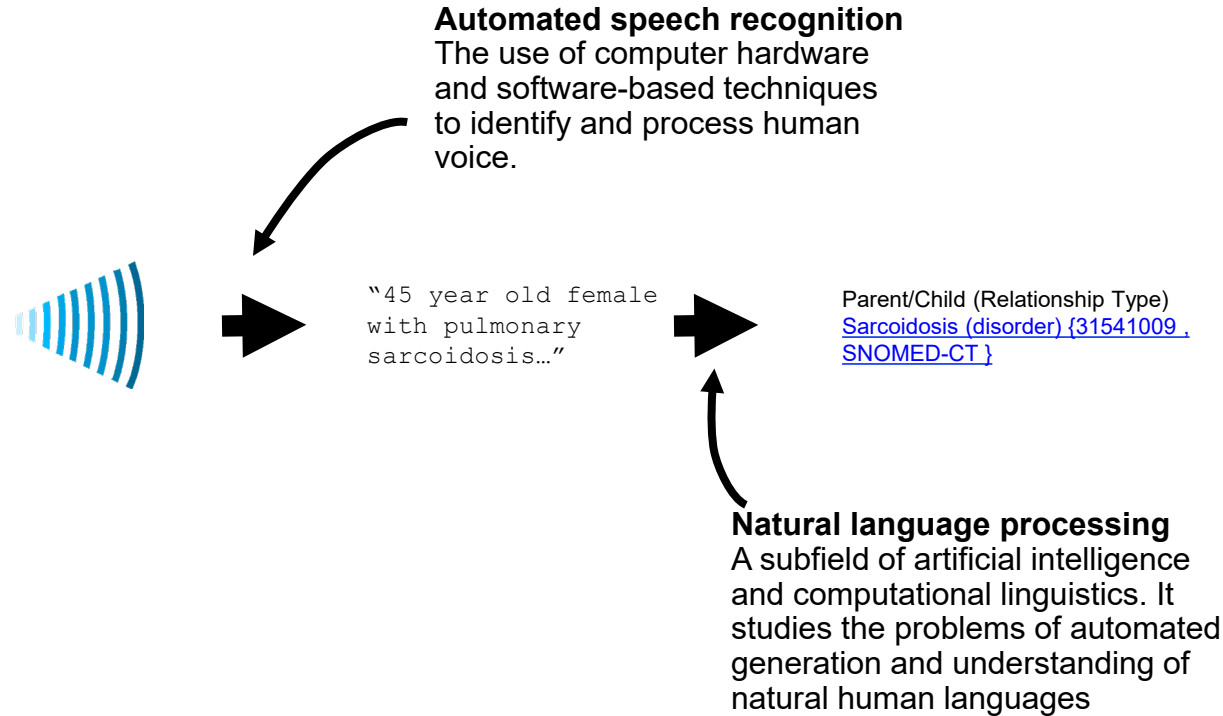 Automated speech recognition
The use of computer hardware
and software-based techniques
to identify and process human
voice.
“45 year old female
with pulmonary
sarcoidosis…”
Parent/Child (Relationship Type)
Sarcoidosis (disorder) {31541009 ,
SNOMED-CT }
Natural language processing
A subfield of artificial intelligence
and computational linguistics. It
studies the problems of automated
generation and understanding of
natural human languages